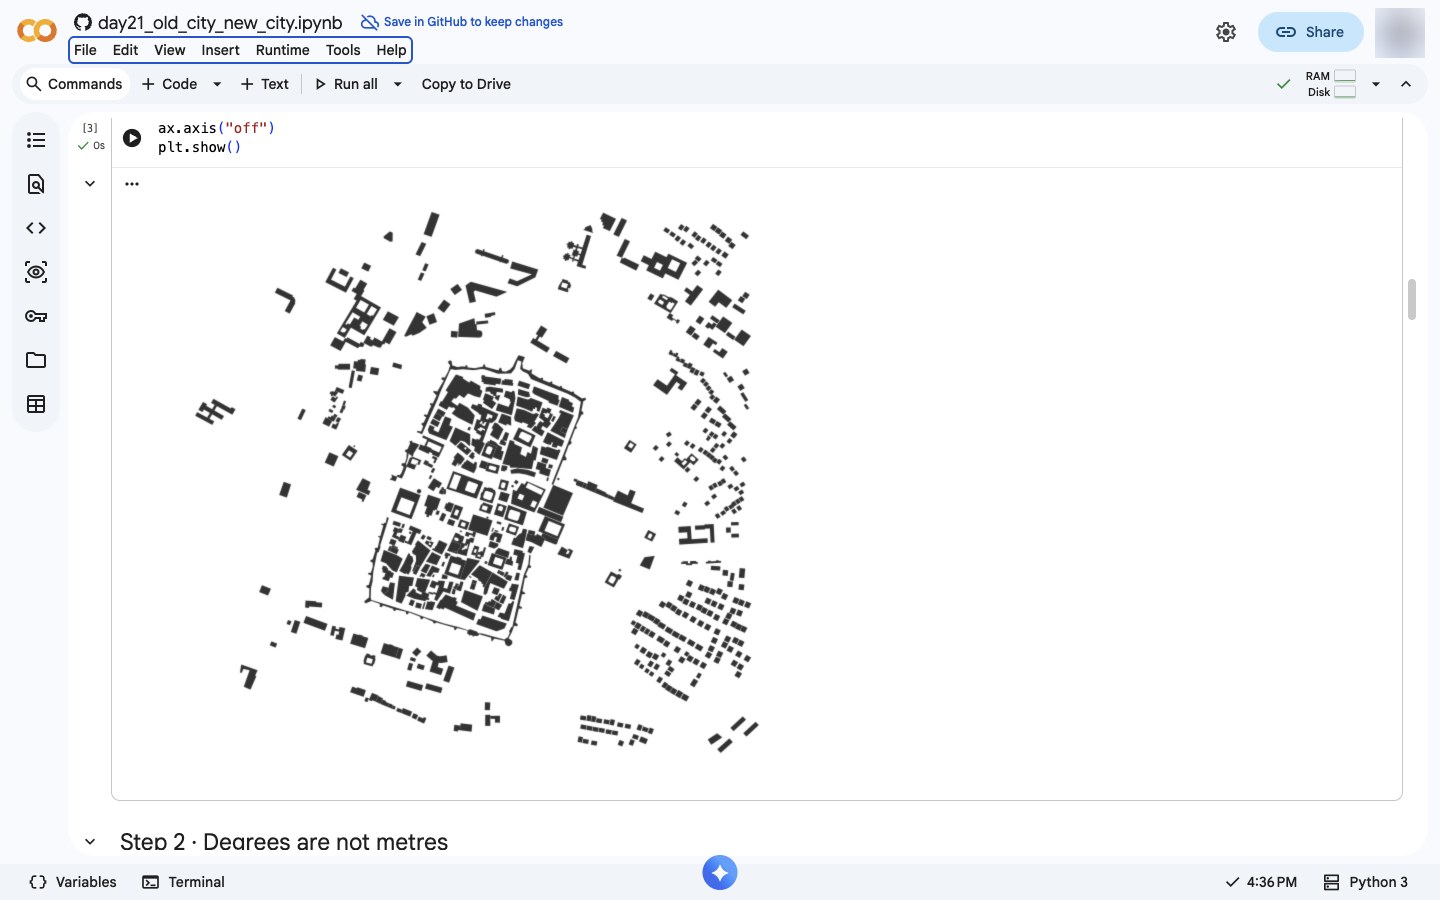 day21_old_city_new_city.ipynb
Save in GitHub to keep changes
File Edit View Insert Runtime Tools Help
Share
Commands + Code + Text Run all Copy to Drive
RAM
Disk
[3]
0s
ax.axis("off")
plt.show()
Step 2 · Degrees are not metres
Variables Terminal
4:36 PM Python 3